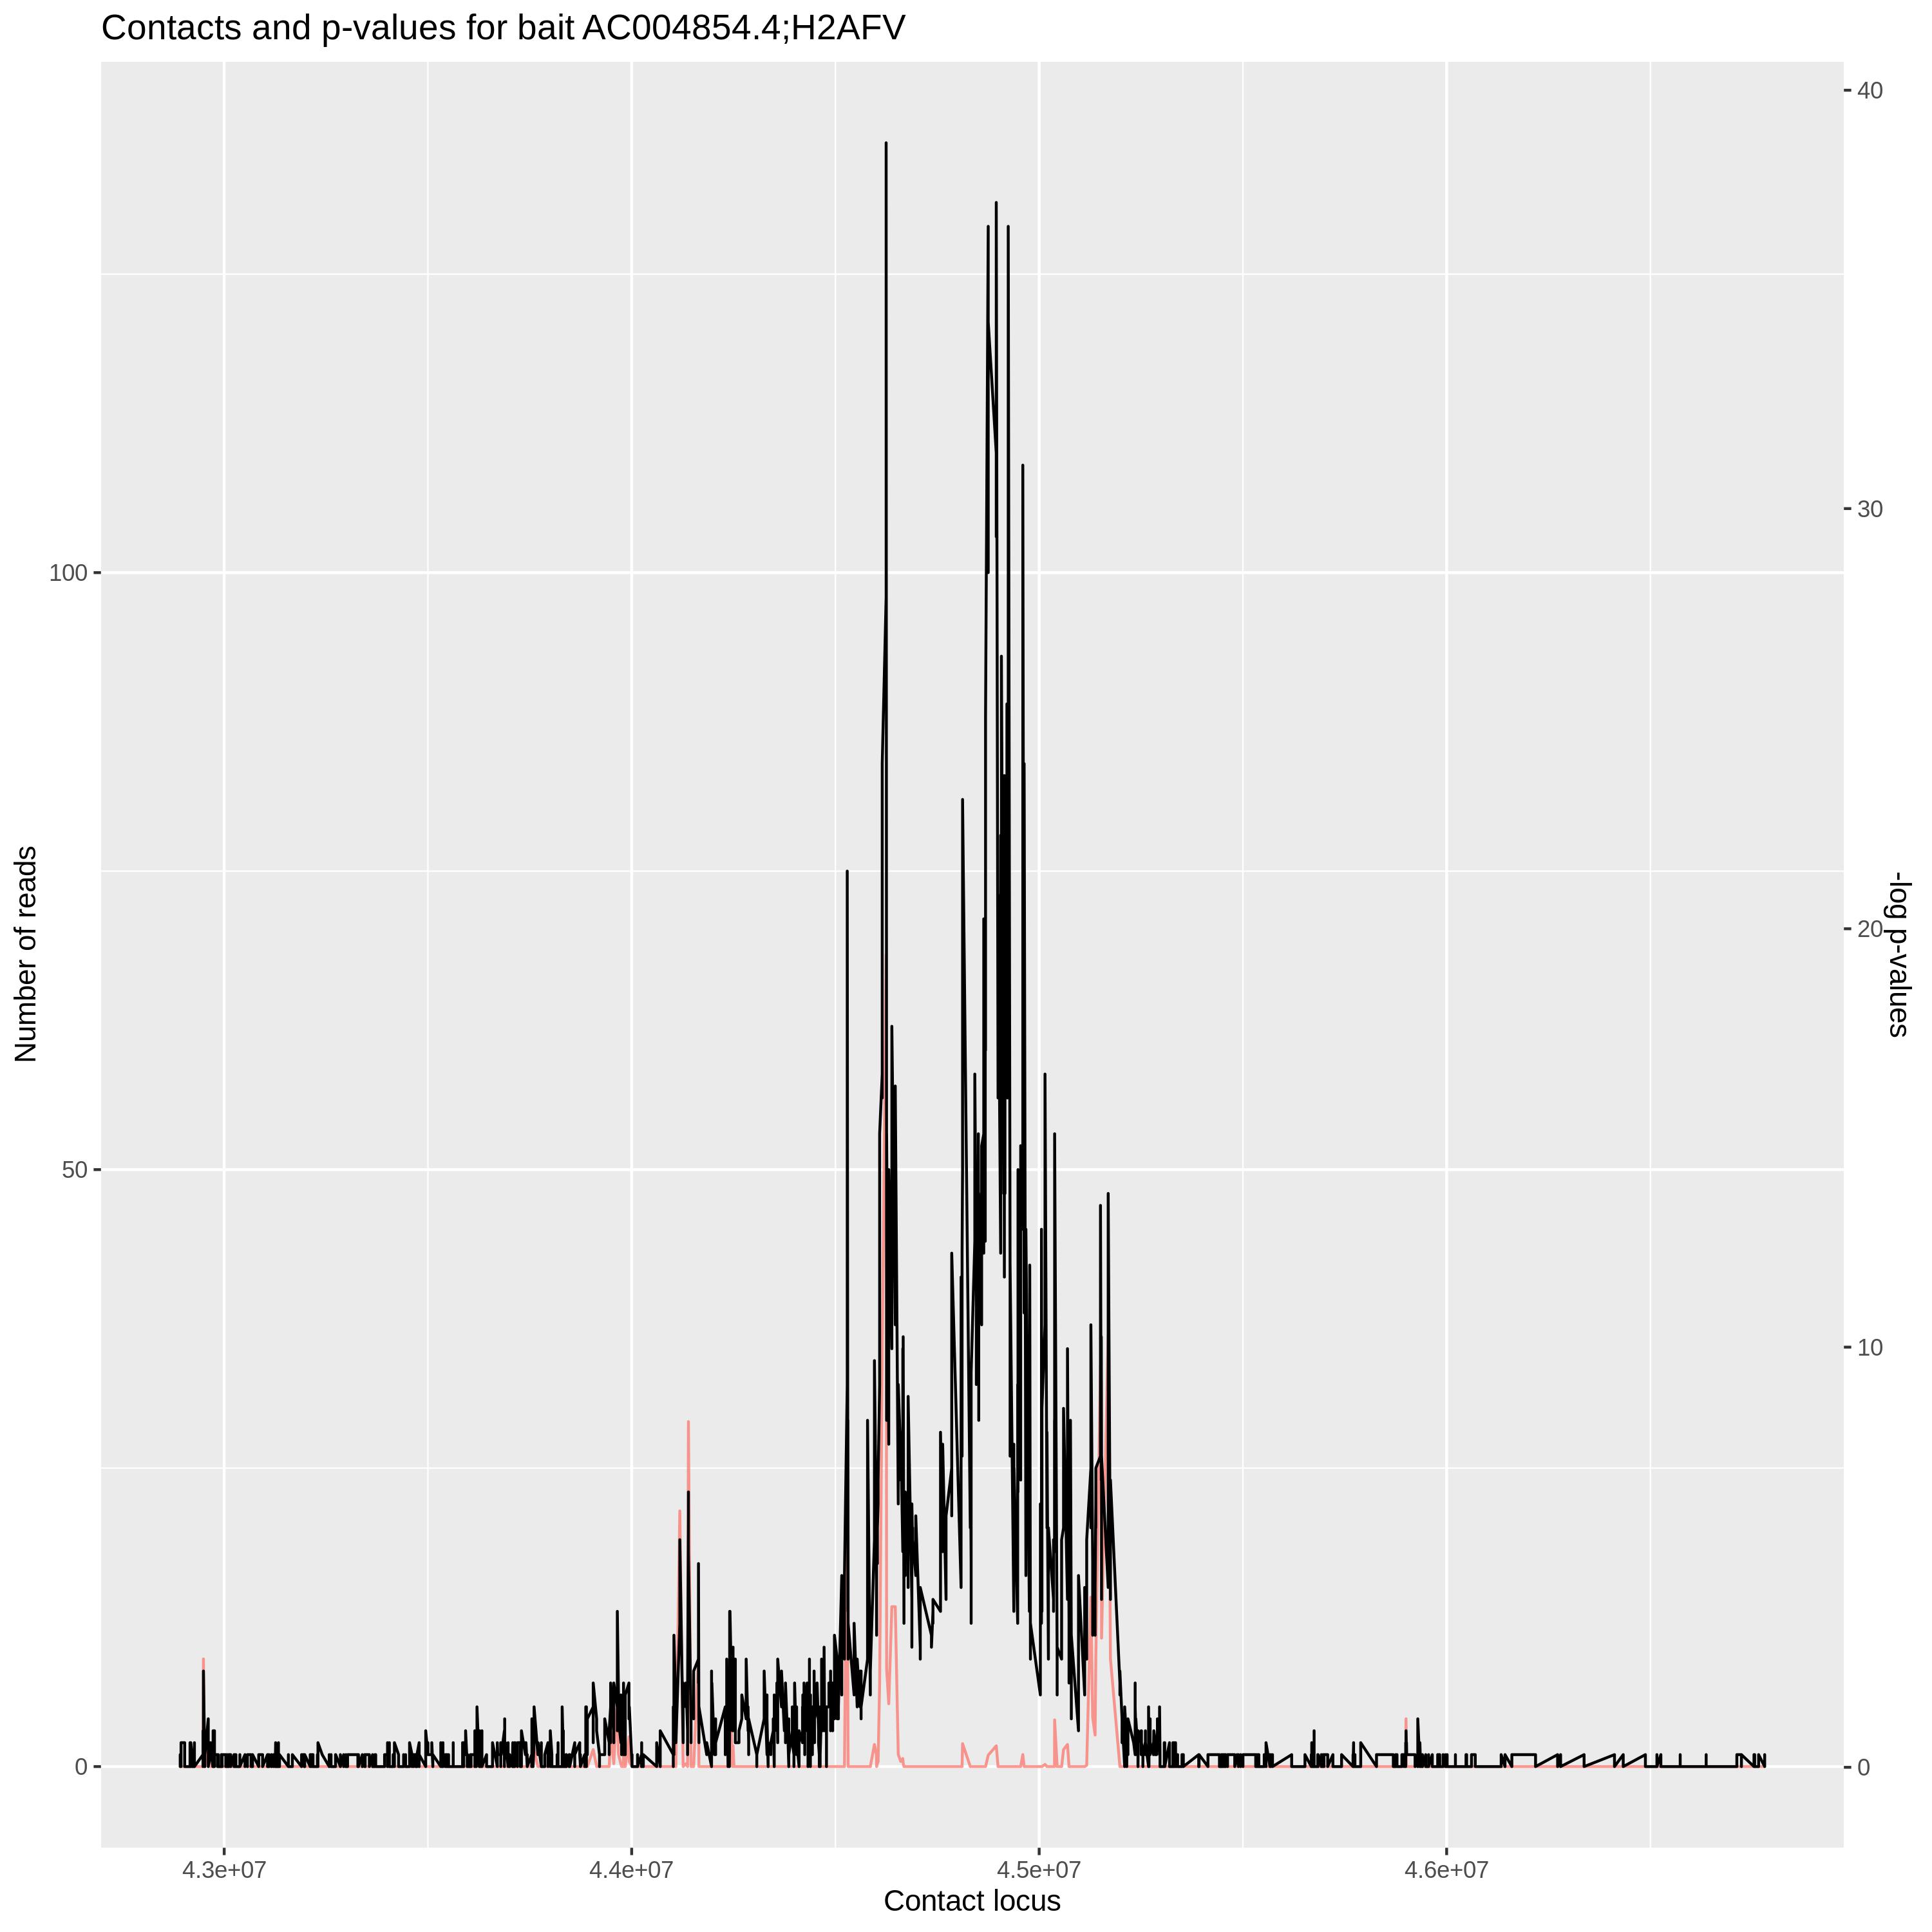 Contacts and p-values for bait AC004854.4;H2AFV
40
30
100
20
-log p-values
Number of reads
50
10
0
0
4.3e+07
4.4e+07
4.5e+07
4.6e+07
Contact locus